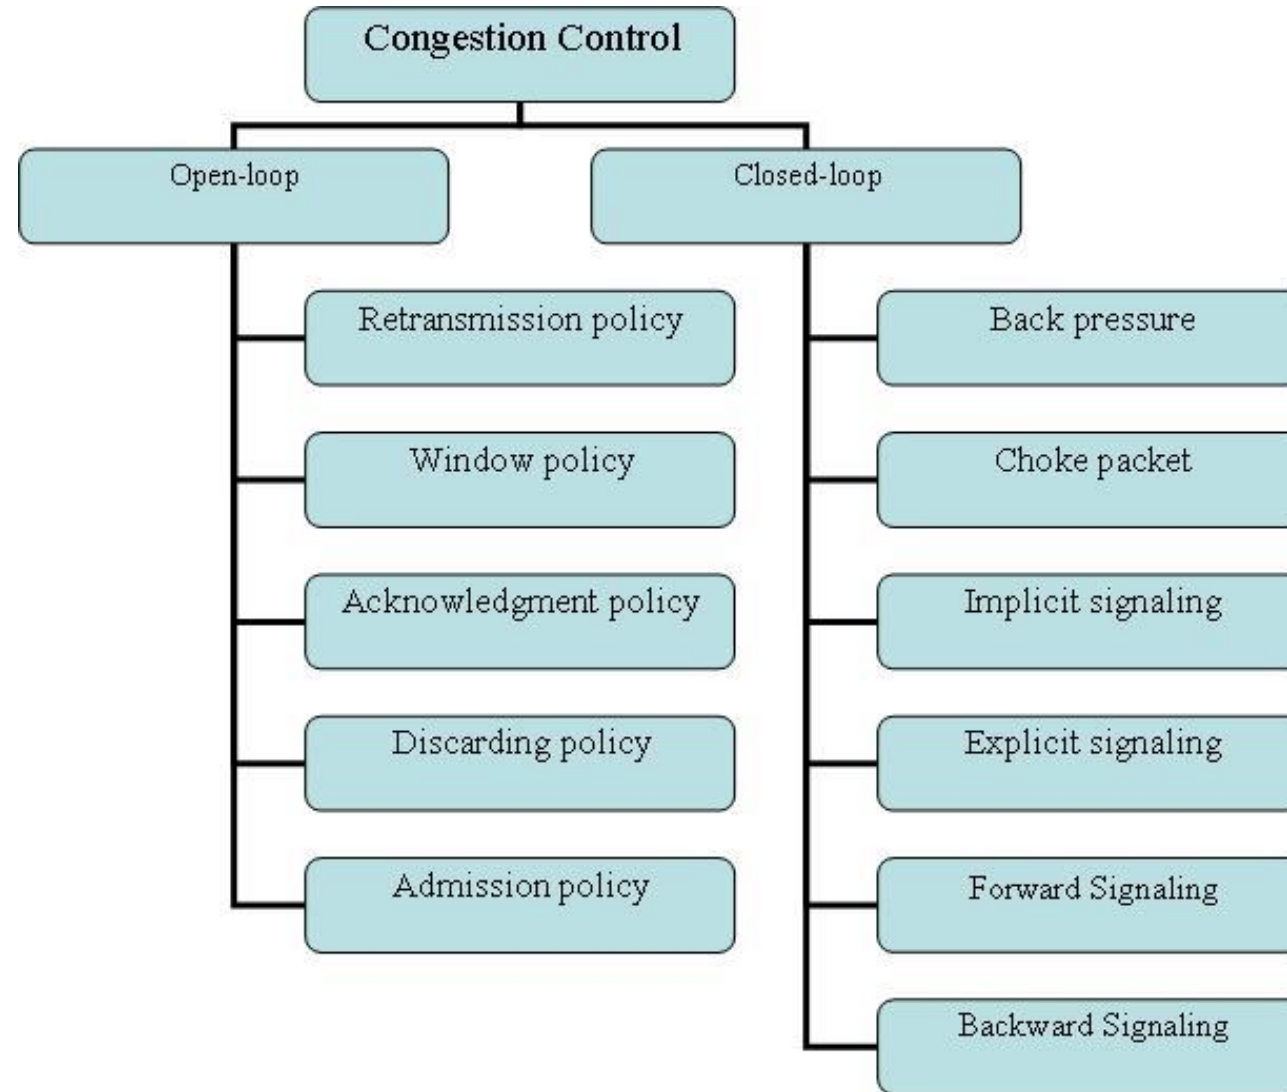 Congestion Control
Open-loop
Closed-loop
Retransmission policy
Back pressure
Window policy
Choke packet
Acknowledgment policy
Implicit signaling
Discarding policy
Explicit signaling
Admission policy
Forward Signaling
Backward Signaling